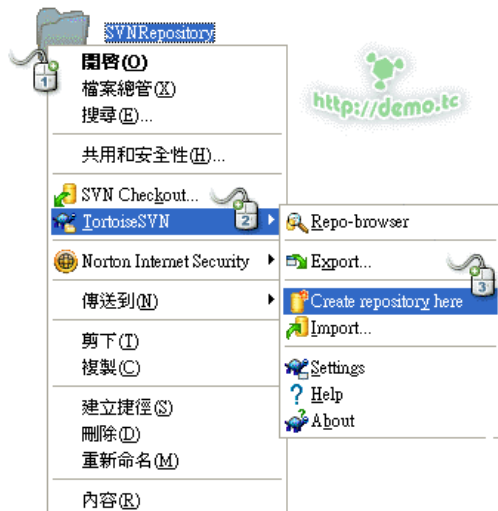 SVNRepository
1
開啓(O)
檔案總管(X)
搜尋(E)...
http://demo.tc
共用和安全性(H)...
SVN Checkout...
TortoiseSVN
2
Norton Internet Security
傳送到(N)
剪下(T)
複製(C)
建立捷徑(S)
刪除(D)
重新命名(M)
內容(R)
Repo-browser
Export...
3
Create repository here
Import...
Settings
Help
About